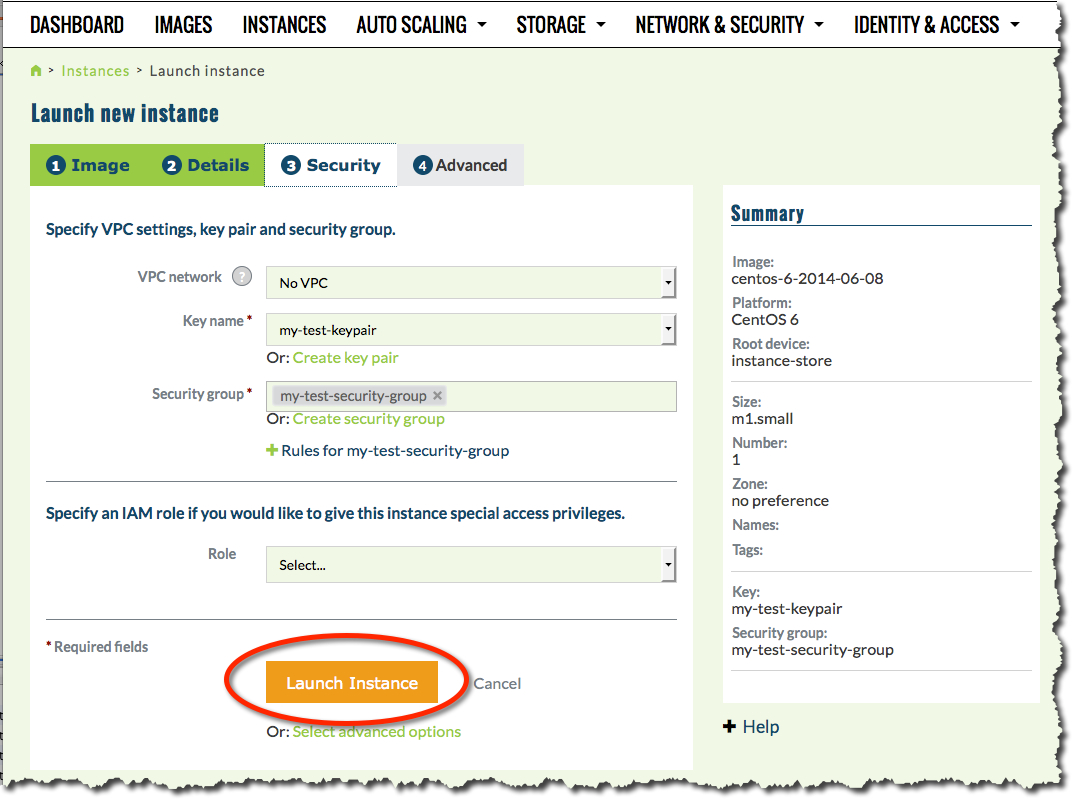 DASHBOARD IMAGES INSTANCES AUTO SCALING STORAGE NETWORK & SECURITY IDENTITY & ACCESS
> Instances > Launch instance
Launch new instance
1 Image 2 Details 3 Security 4 Advanced
Specify VPC settings, key pair and security group.
VPC network ? No VPC
Key name * my-test-keypair
Or: Create key pair
Security group * my-test-security-group ×
Or: Create security group
+ Rules for my-test-security-group
Specify an IAM role if you would like to give this instance special access privileges.
Role Select...
* Required fields
Launch Instance Cancel
Or: Select advanced options
Summary
Image:
centos-6-2014-06-08
Platform:
CentOS 6
Root device:
instance-store
Size:
m1.small
Number:
1
Zone:
no preference
Names:
Tags:
Key:
my-test-keypair
Security group:
my-test-security-group
+ Help